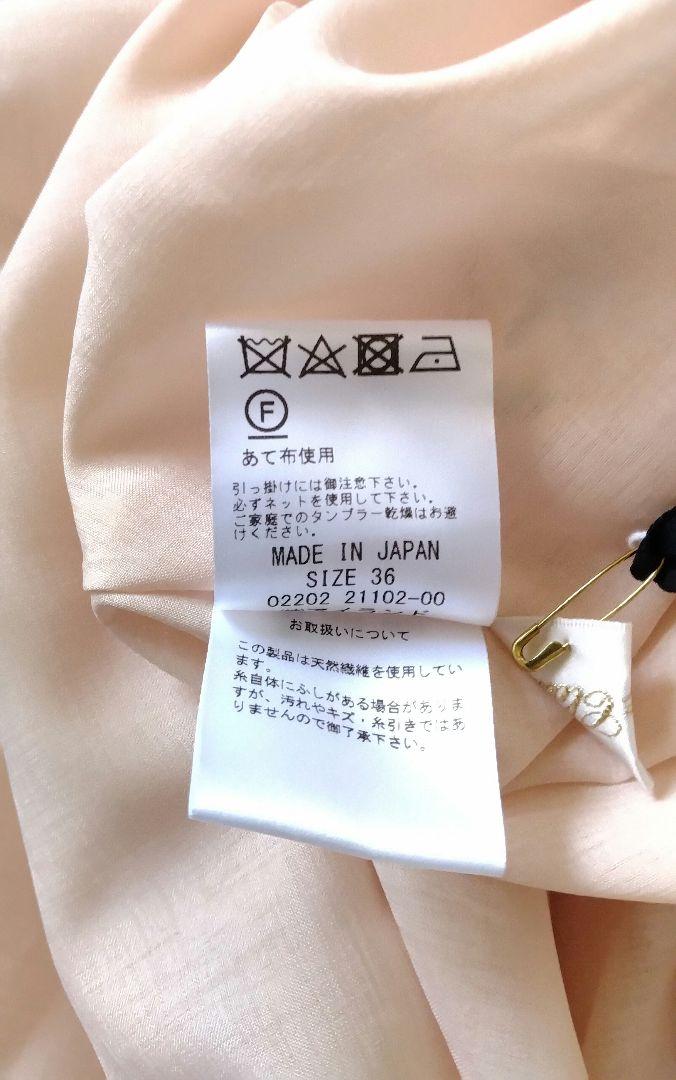 F
あて布使用
引っ掛けには御注意下さい。
必ずネットを使用して下さい。
ご家庭でのタンブラー乾燥はお避
けください。
MADE IN JAPAN
SIZE 36
02202 21102-00
お取扱いについて
この製品は天然繊維を使用してい
ます。
糸自体にふしがある場合がありま
すが、汚れやキズ・糸引きではあ
りませんので御了承下さい。